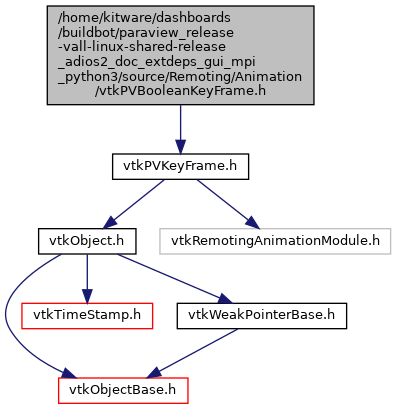 /home/kitware/dashboards
/buildbot/paraview_release
-vall-linux-shared-release
_adios2_doc_extdeps_gui_mpi
_python3/source/Remoting/Animation
/vtkPVBooleanKeyFrame.h
vtkPVKeyFrame.h
vtkObject.h
vtkRemotingAnimationModule.h
vtkTimeStamp.h
vtkWeakPointerBase.h
vtkObjectBase.h